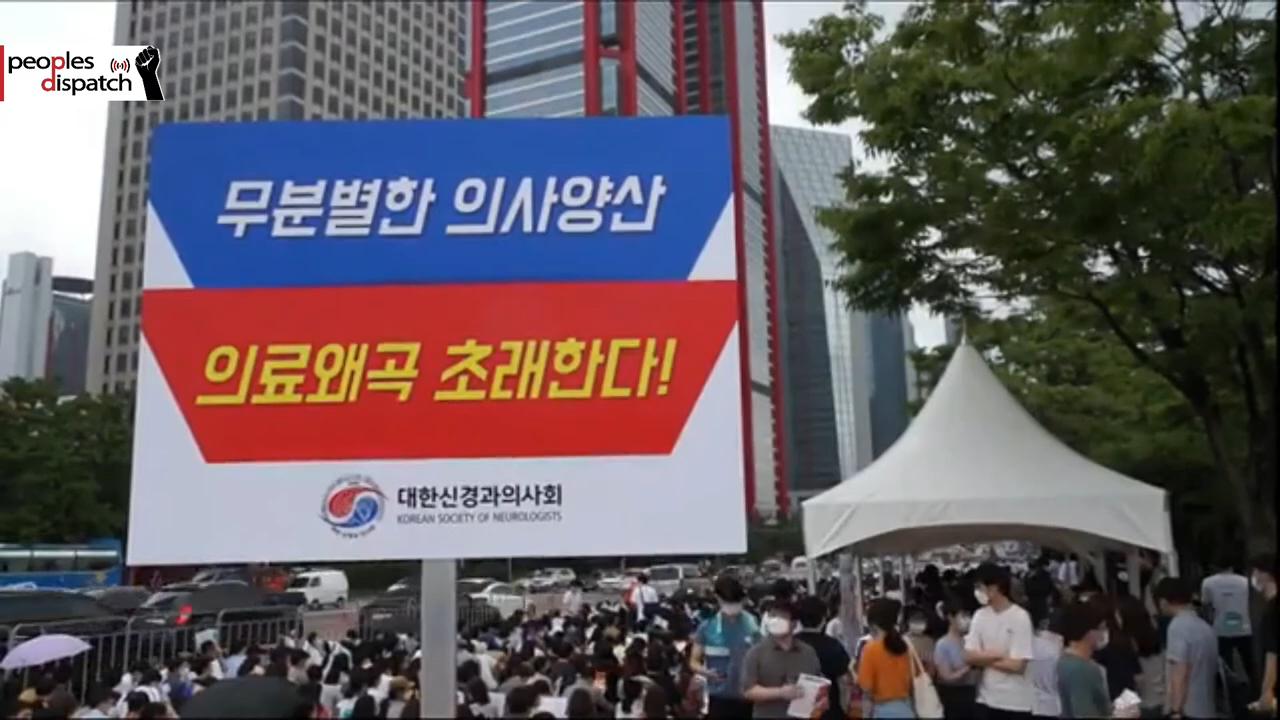 peoples
dispatch
무분별한 의사양산
의료왜곡 초래한다!
대한신경과의사회
KOREAN SOCIETY OF NEUROLOGISTS